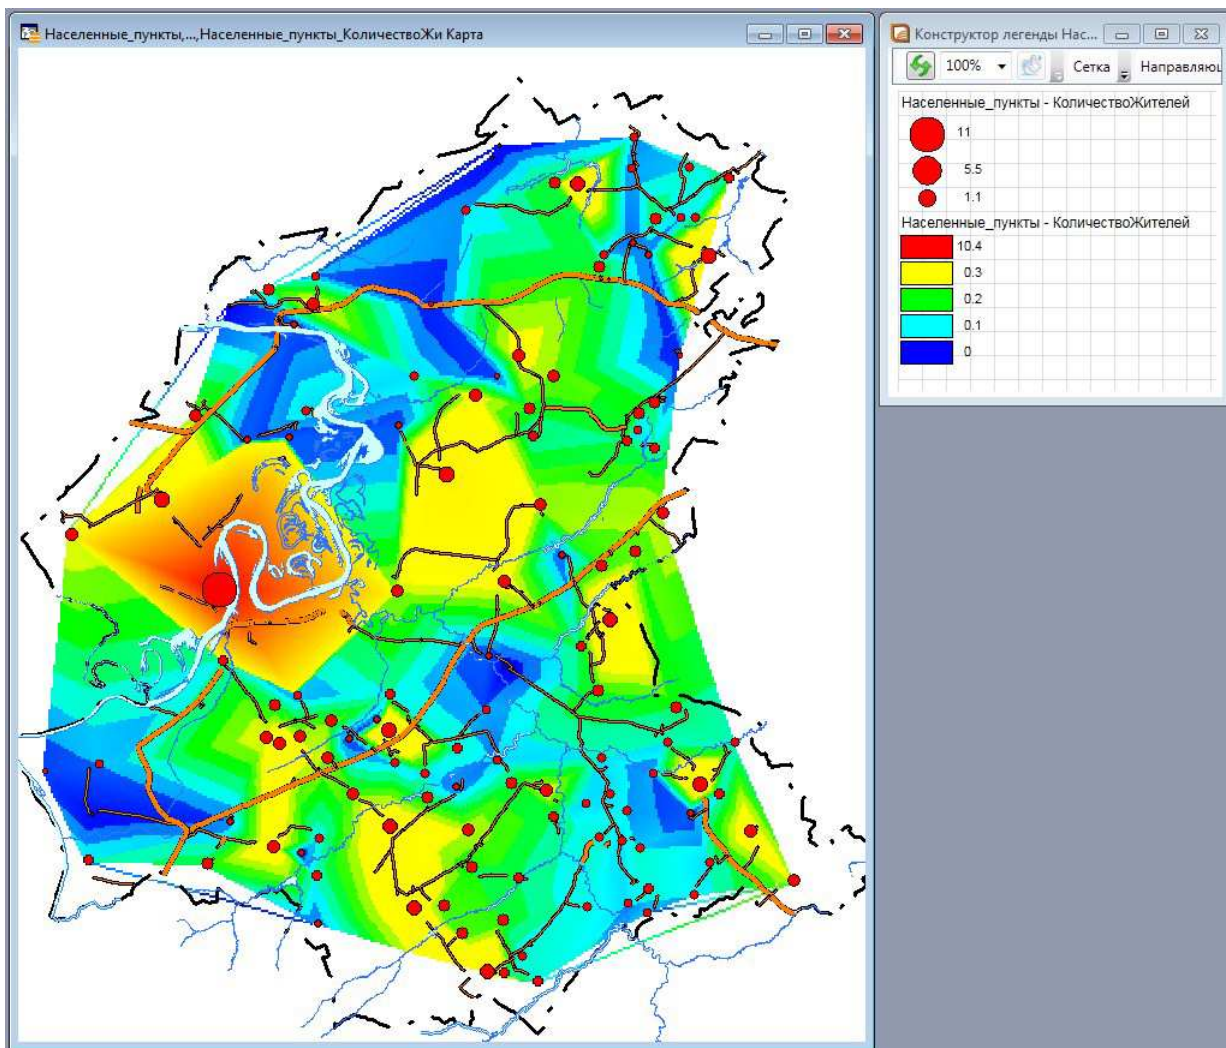 Населенные_пункты,...,Населенные_пункты_КоличествоЖи Карта
Конструктор легенды Нас...
100% Сетка Направляющ
Населенные_пункты - КоличествоЖителей
11
5.5
1.1
Населенные_пункты - КоличествоЖителей
10.4
0.3
0.2
0.1
0